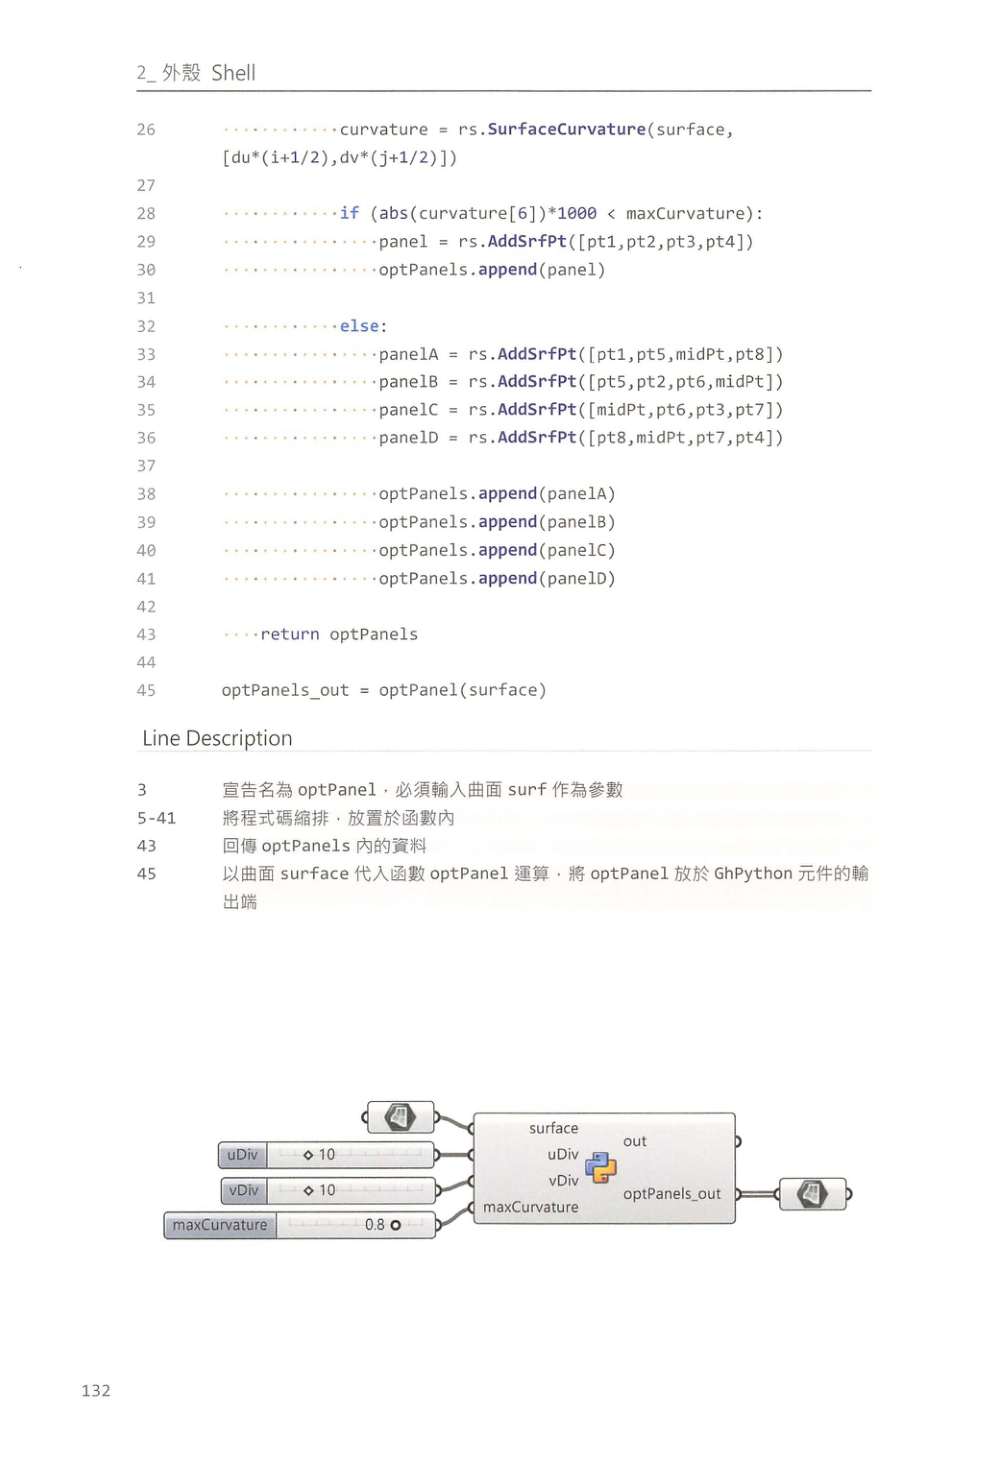 2_ 外殼 Shell
26 ············curvature = rs.SurfaceCurvature(surface,
[du*(i+1/2),dv*(j+1/2)])
27
28 ············if (abs(curvature[6])*1000 < maxCurvature):
29 ················panel = rs.AddSrfPt([pt1,pt2,pt3,pt4])
30 ················optPanels.append(panel)
31
32 ············else:
33 ················panelA = rs.AddSrfPt([pt1,pt5,midPt,pt8])
34 ················panelB = rs.AddSrfPt([pt5,pt2,pt6,midPt])
35 ················panelC = rs.AddSrfPt([midPt,pt6,pt3,pt7])
36 ················panelD = rs.AddSrfPt([pt8,midPt,pt7,pt4])
37
38 ················optPanels.append(panelA)
39 ················optPanels.append(panelB)
40 ················optPanels.append(panelC)
41 ················optPanels.append(panelD)
42
43 ····return optPanels
44
45 optPanels_out = optPanel(surface)
Line Description
3 宣告名為 optPanel，必須輸入曲面 surf 作為參數
5-41 將程式碼縮排，放置於函數內
43 回傳 optPanels 內的資料
45 以曲面 surface 代入函數 optPanel 運算，將 optPanel 放於 GhPython 元件的輸
出端
surface
uDiv
vDiv
maxCurvature
out
optPanels_out
uDiv 10
vDiv 10
maxCurvature 0.8
132